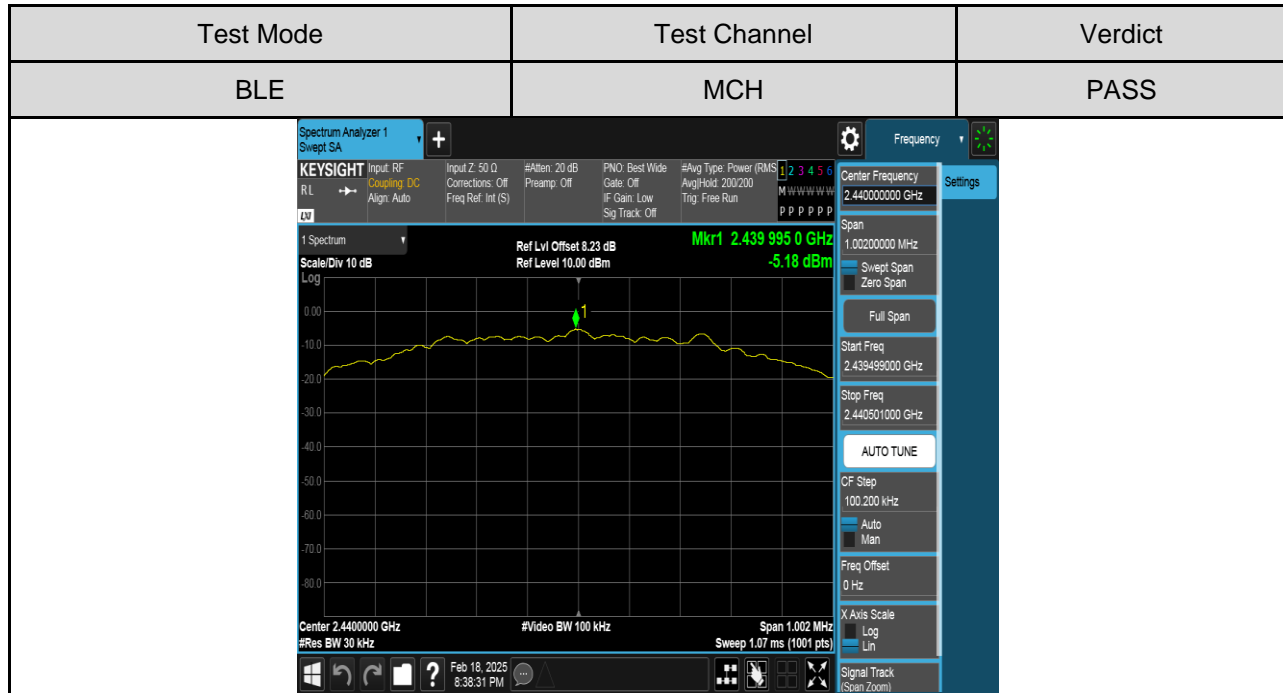 Test Mode Test Channel Verdict
BLE MCH PASS
Spectrum Analyzer 1
Swept SA
+
Frequency
KEYSIGHT Input: RF Input Z: 50 Ω #Atten: 20 dB PNO: Best Wide #Avg Type: Power (RMS 1 2 3 4 5 6
RL Coupling: DC Corrections: Off Preamp: Off Gate: Off Avg|Hold: 200/200 M W W W W W
Align: Auto Freq Ref: Int (S) IF Gain: Low Trig: Free Run
LXI Sig Track: Off P P P P P P
1 Spectrum
Ref Lvl Offset 8.23 dB Mkr1 2.439 995 0 GHz
Scale/Div 10 dB Ref Level 10.00 dBm -5.18 dBm
Log
1
0.00
-10.0
-20.0
-30.0
-40.0
-50.0
-60.0
-70.0
-80.0
Center 2.4400000 GHz #Video BW 100 kHz Span 1.002 MHz
#Res BW 30 kHz Sweep 1.07 ms (1001 pts)
? Feb 18, 2025
8:38:31 PM
Settings
Center Frequency
2.440000000 GHz
Span
1.00200000 MHz
Swept Span
Zero Span
Full Span
Start Freq
2.439499000 GHz
Stop Freq
2.440501000 GHz
AUTO TUNE
CF Step
100.200 kHz
Auto
Man
Freq Offset
0 Hz
X Axis Scale
Log
Lin
Signal Track
(Span Zoom)